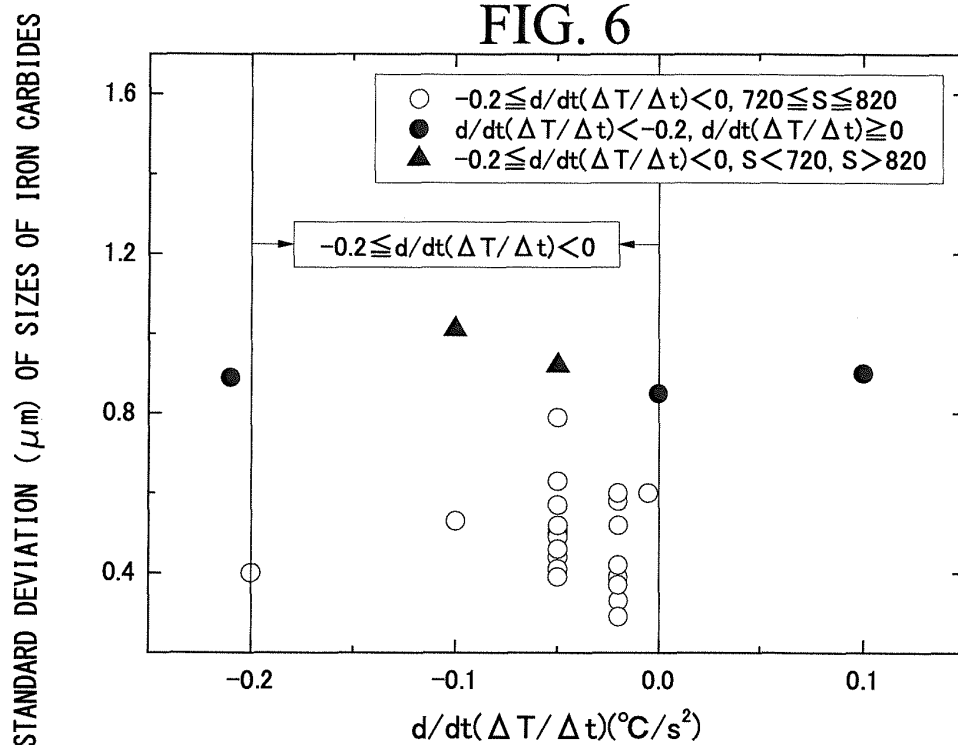 FIG. 6
STANDARD DEVIATION (μm) OF SIZES OF IRON CARBIDES
1.6
1.2
0.8
0.4
○ -0.2≦d/dt(ΔT/Δt)<0, 720≦S≦820
● d/dt(ΔT/Δt)<-0.2, d/dt(ΔT/Δt)≧0
▲ -0.2≦d/dt(ΔT/Δt)<0, S<720, S>820
-0.2≦d/dt(ΔT/Δt)<0
-0.2 -0.1 0.0 0.1
d/dt(ΔT/Δt)(°C/s²)